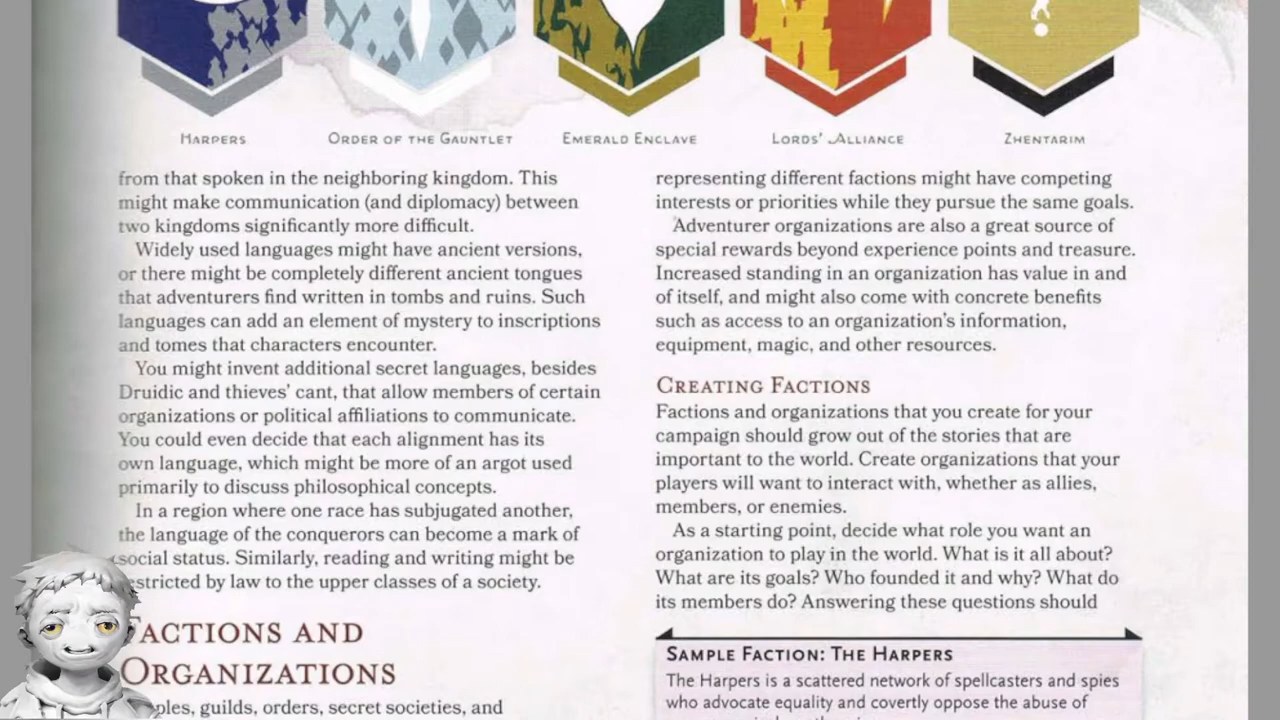 HARPERS
ORDER OF THE GAUNTLET
EMERALD ENCLAVE
LORDS' ALLIANCE
ZHENTARIM
from that spoken in the neighboring kingdom. This
might make communication (and diplomacy) between
two kingdoms significantly more difficult.
Widely used languages might have ancient versions,
or there might be completely different ancient tongues
that adventurers find written in tombs and ruins. Such
languages can add an element of mystery to inscriptions
and tomes that characters encounter.
You might invent additional secret languages, besides
Druidic and thieves' cant, that allow members of certain
organizations or political affiliations to communicate.
You could even decide that each alignment has its
own language, which might be more of an argot used
primarily to discuss philosophical concepts.
In a region where one race has subjugated another,
the language of the conquerors can become a mark of
social status. Similarly, reading and writing might be
estricted by law to the upper classes of a society.
FACTIONS AND
ORGANIZATIONS
ples, guilds, orders, secret societies, and
representing different factions might have competing
interests or priorities while they pursue the same goals.
Adventurer organizations are also a great source of
special rewards beyond experience points and treasure.
Increased standing in an organization has value in and
of itself, and might also come with concrete benefits
such as access to an organization's information,
equipment, magic, and other resources.
CREATING FACTIONS
Factions and organizations that you create for your
campaign should grow out of the stories that are
important to the world. Create organizations that your
players will want to interact with, whether as allies,
members, or enemies.
As a starting point, decide what role you want an
organization to play in the world. What is it all about?
What are its goals? Who founded it and why? What do
its members do? Answering these questions should
SAMPLE FACTION: THE HARPERS
The Harpers is a scattered network of spellcasters and spies
who advocate equality and covertly oppose the abuse of